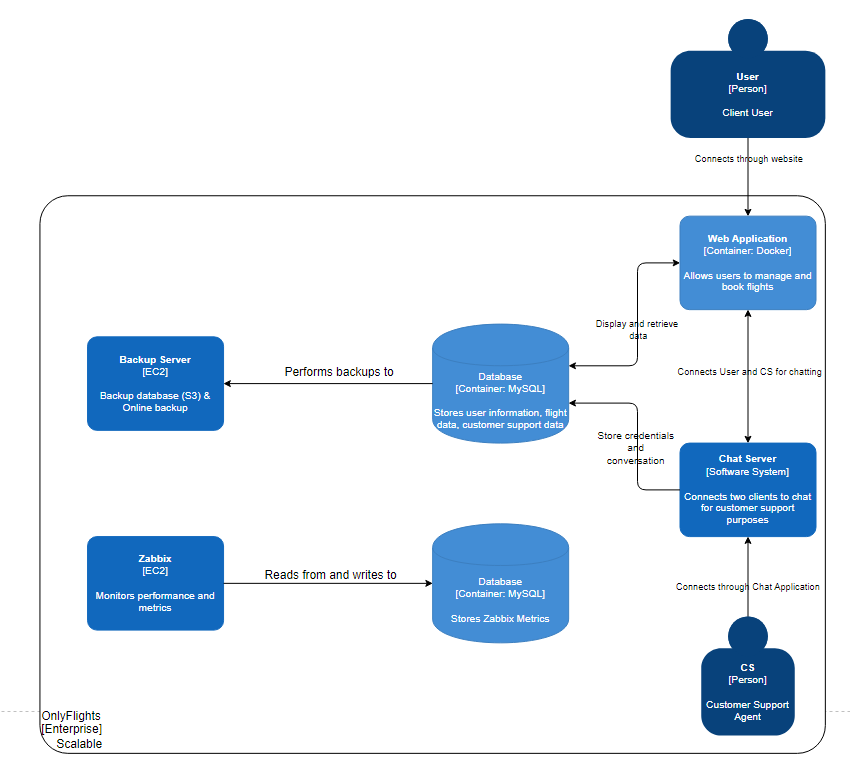 User
[Person]
Client User
Connects through website
Web Application
[Container: Docker]
Allows users to manage and
book flights
Display and retrieve
data
Backup Server
[EC2]
Backup database (S3) &
Online backup
Performs backups to
Database
[Container: MySQL]
Stores user information, flight
data, customer support data
Connects User and CS for chatting
Store credentials
and
conversation
Chat Server
[Software System]
Connects two clients to chat
for customer support
purposes
Zabbix
[EC2]
Monitors performance and
metrics
Reads from and writes to
Database
[Container: MySQL]
Stores Zabbix Metrics
Connects through Chat Application
CS
[Person]
Customer Support
Agent
OnlyFlights
[Enterprise]
Scalable